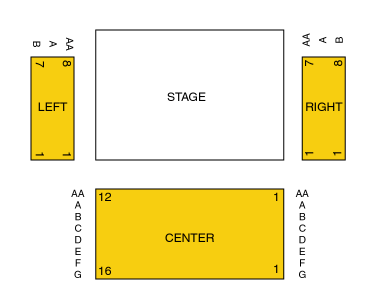 B A AA
AA A B
7 8
7 8
LEFT
STAGE
RIGHT
1 1
1 1
AA 12 1 AA
A A
B B
C C
D CENTER D
E E
F F
G 16 1 G